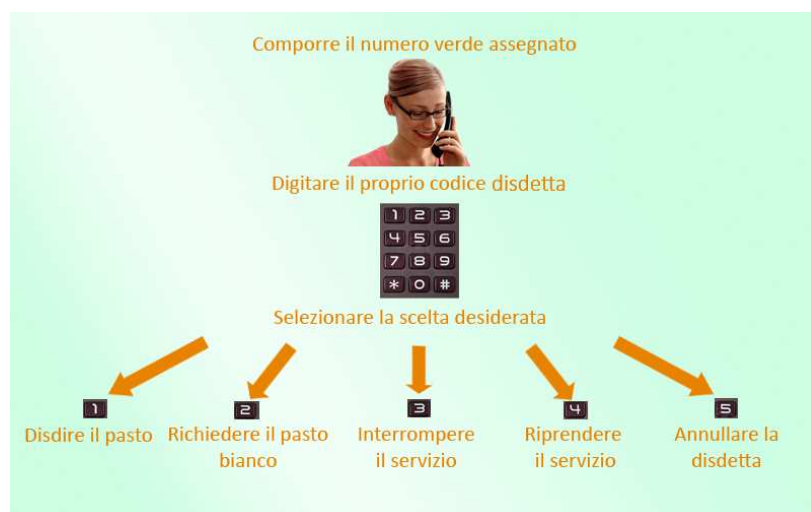 Comporre il numero verde assegnato
Digitare il proprio codice disdetta
1 2 3
4 5 6
7 8 9
* 0 #
Selezionare la scelta desiderata
1
Disdire il pasto
2
Richiedere il pasto
bianco
3
Interrompere
il servizio
4
Riprendere
il servizio
5
Annullare la
disdetta